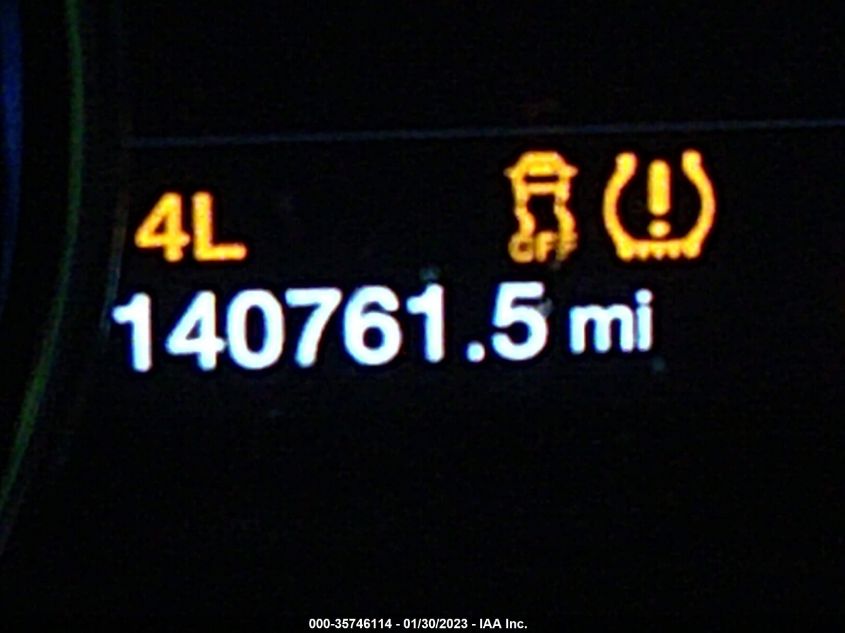 4L OFF
140761.5 mi
000-35746114 - 01/30/2023 - IAA Inc.